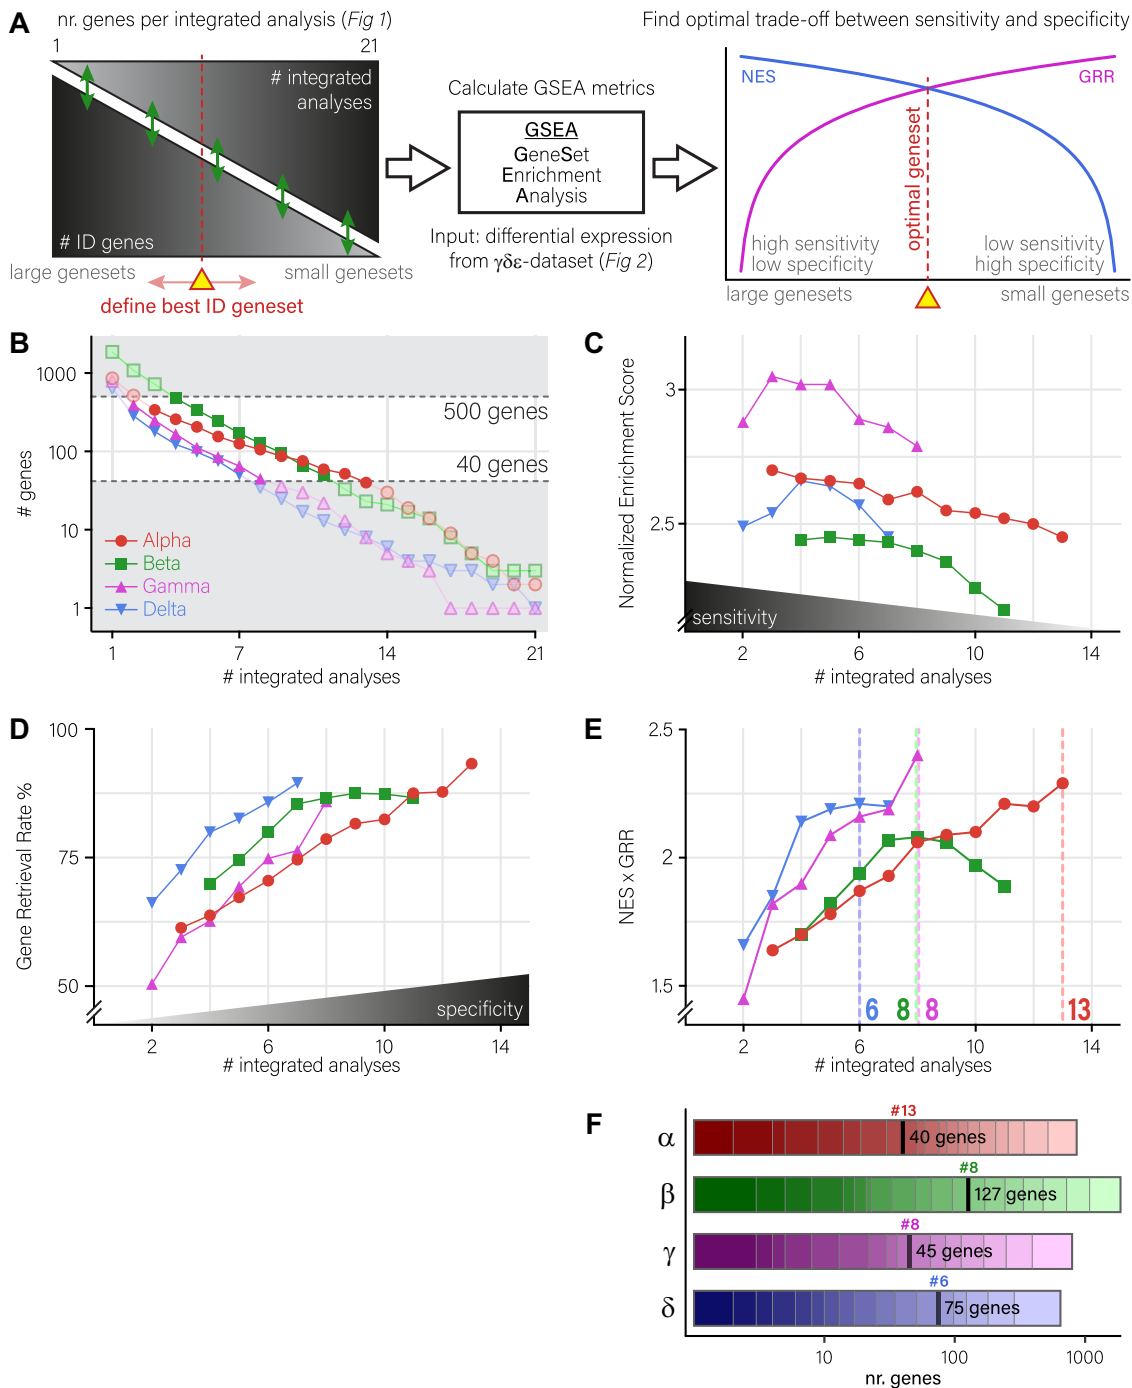 A
nr. genes per integrated analysis (Fig 1)
1
21
# integrated
analyses
# ID genes
large genesets
small genesets
define best ID geneset
Calculate GSEA metrics
GSEA
GeneSet
Enrichment
Analysis
Input: differential expression
from γδε-dataset (Fig 2)
Find optimal trade-off between sensitivity and specificity
NES
GRR
optimal geneset
high sensitivity
low specificity
low sensitivity
high specificity
large genesets
small genesets
B
1000
100
10
1
# genes
500 genes
40 genes
Alpha
Beta
Gamma
Delta
1
7
14
21
# integrated analyses
C
3
2.5
Normalized Enrichment Score
sensitivity
2
6
10
14
# integrated analyses
D
100
75
50
Gene Retrieval Rate %
specificity
2
6
10
14
# integrated analyses
E
2.5
2
1.5
NES x GRR
6
8
8
13
2
6
10
14
# integrated analyses
F
#13
α
40 genes
#8
β
127 genes
#8
γ
45 genes
#6
δ
75 genes
10
100
1000
nr. genes